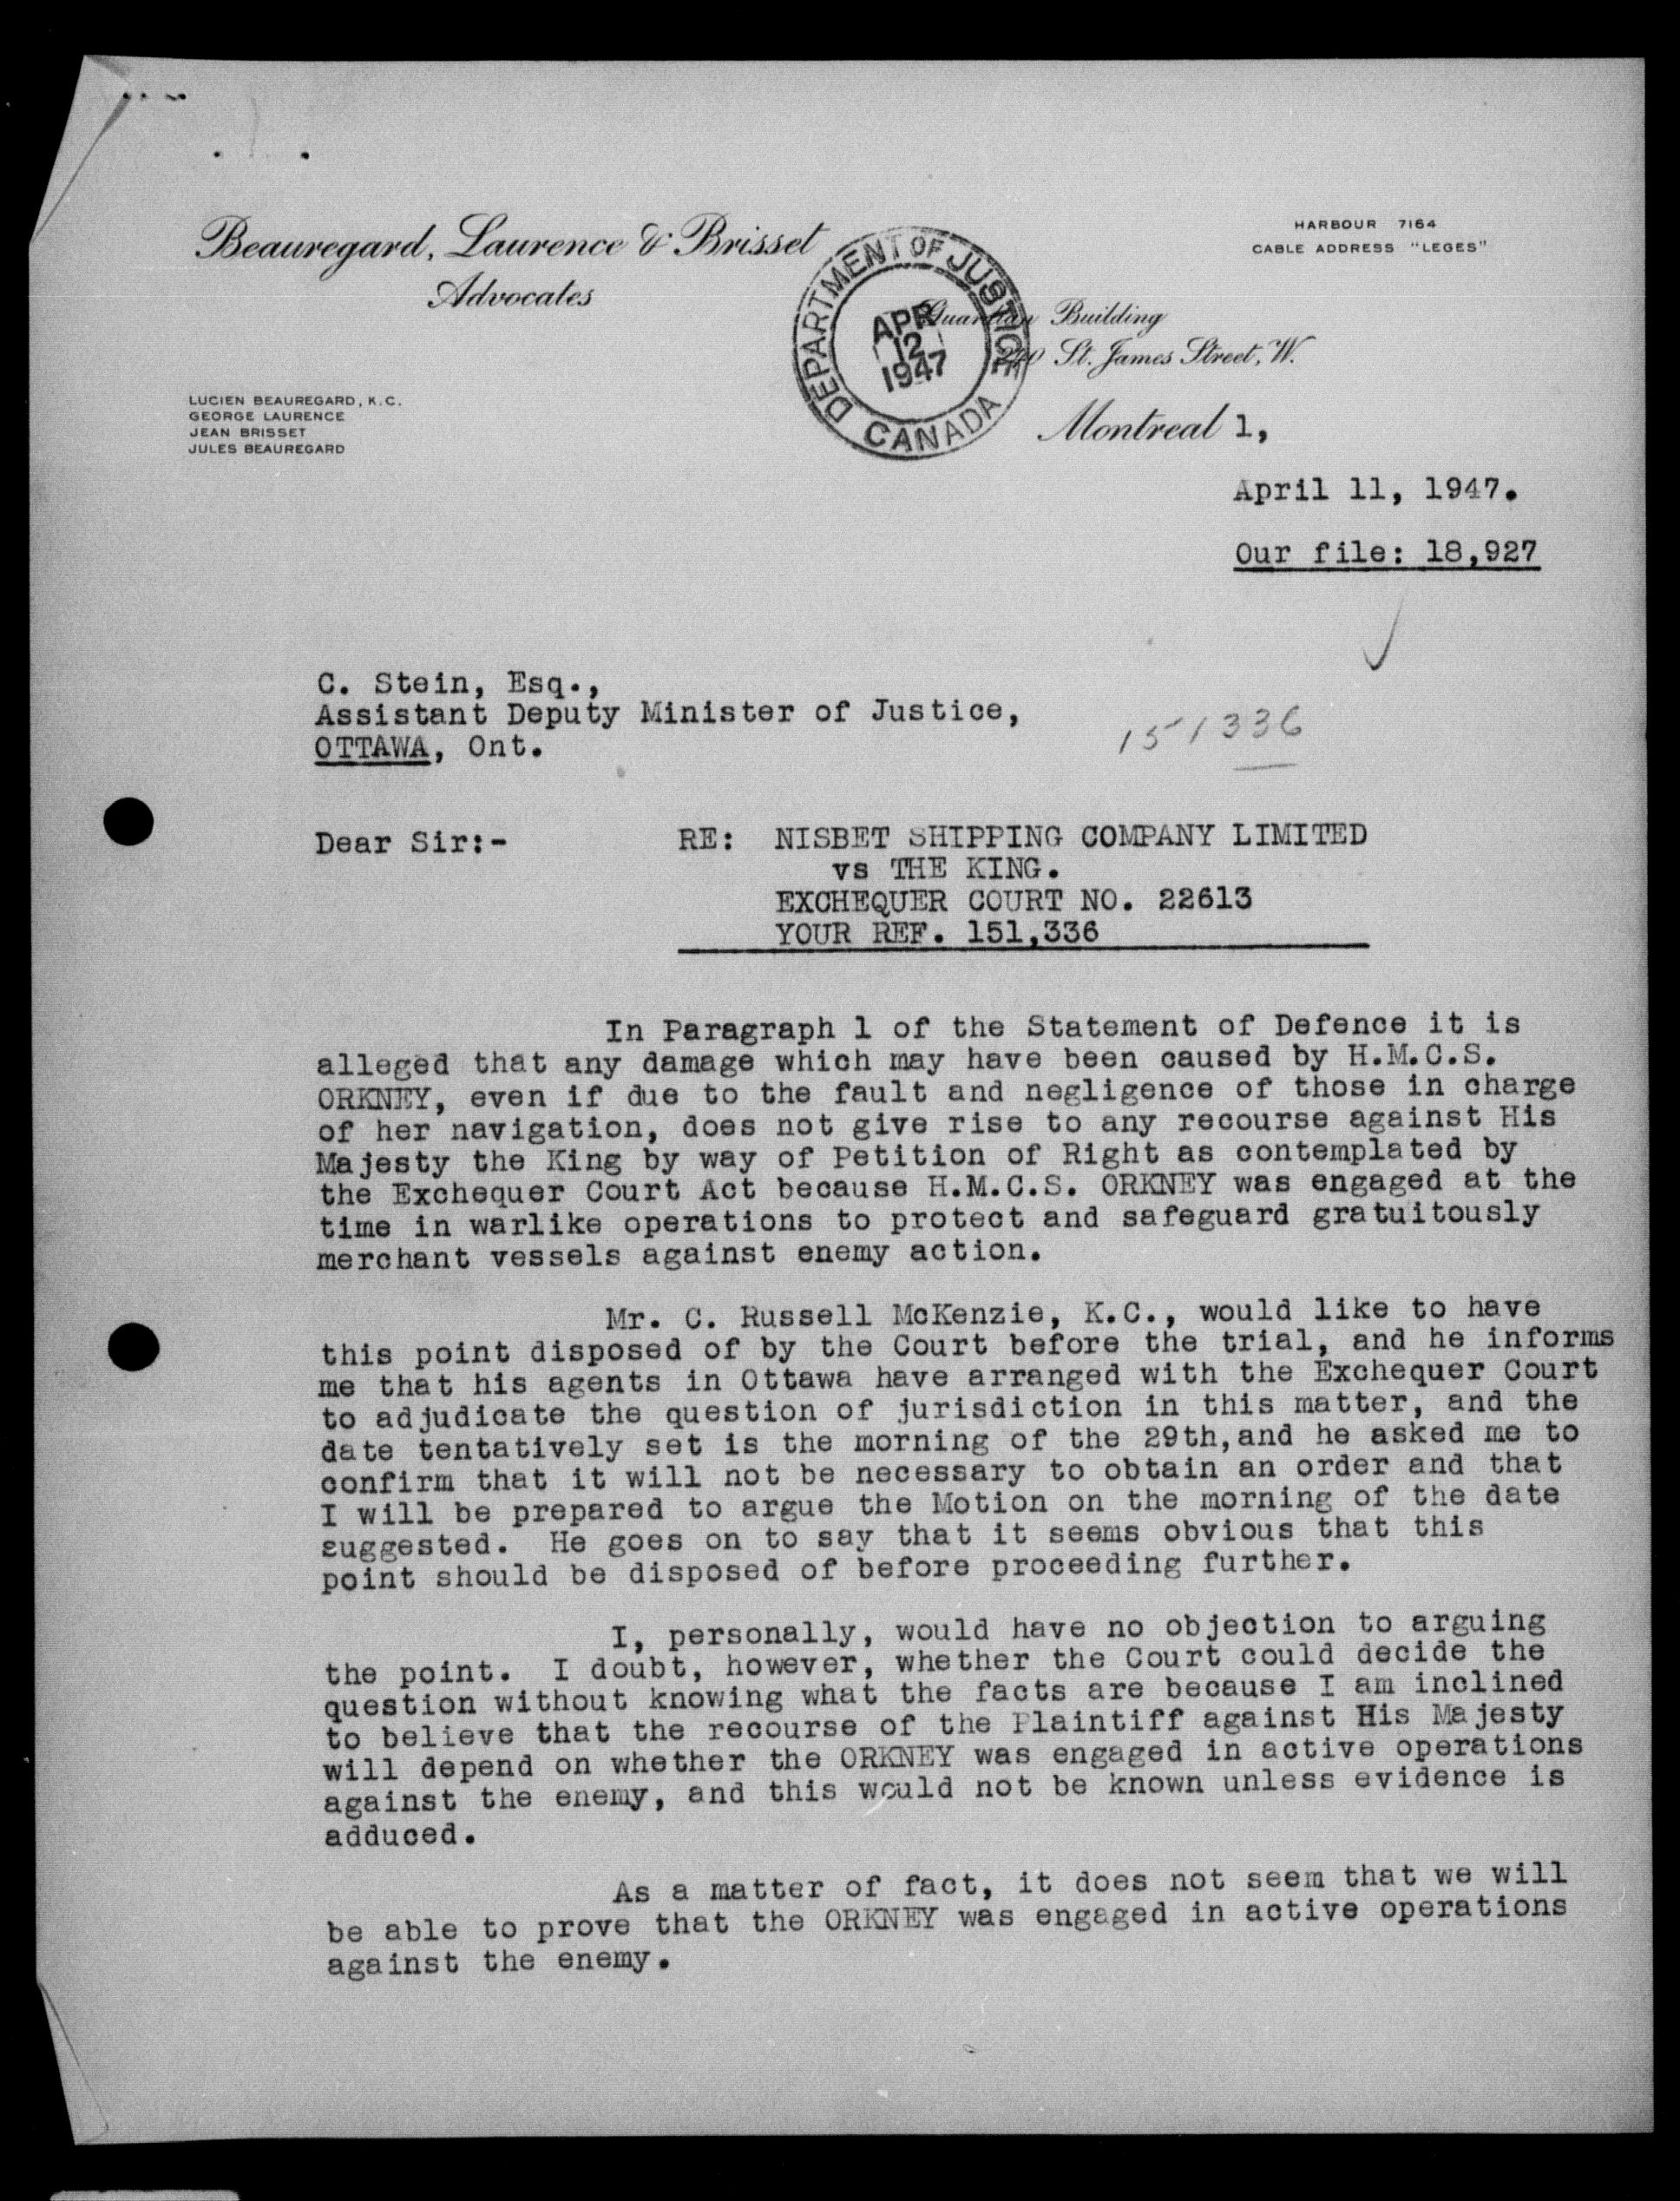 Beauregard, Laurence & Brisset
Advocates
HARBOUR 7164
CABLE ADDRESS "LEGES"
DEPARTMENT OF JUSTICE
APR
12
1947
CANADA
Guardian Building
St. James Street, W.
LUCIEN BEAUREGARD, K.C.
GEORGE LAURENCE
JEAN BRISSET
JULES BEAUREGARD
Montreal 1,
April 11, 1947.
Our file: 18,927
C. Stein, Esq.,
Assistant Deputy Minister of Justice,
OTTAWA, Ont.
151336
Dear Sir:-
RE: NISBET SHIPPING COMPANY LIMITED
vs THE KING.
EXCHEQUER COURT NO. 22613
YOUR REF. 151,336
In Paragraph 1 of the Statement of Defence it is
alleged that any damage which may have been caused by H.M.C.S.
ORKNEY, even if due to the fault and negligence of those in charge
of her navigation, does not give rise to any recourse against His
Majesty the King by way of Petition of Right as contemplated by
the Exchequer Court Act because H.M.C.S. ORKNEY was engaged at the
time in warlike operations to protect and safeguard gratuitously
merchant vessels against enemy action.
Mr. C. Russell McKenzie, K.C., would like to have
this point disposed of by the Court before the trial, and he informs
me that his agents in Ottawa have arranged with the Exchequer Court
to adjudicate the question of jurisdiction in this matter, and the
date tentatively set is the morning of the 29th, and he asked me to
confirm that it will not be necessary to obtain an order and that
I will be prepared to argue the Motion on the morning of the date
suggested. He goes on to say that it seems obvious that this
point should be disposed of before proceeding further.
I, personally, would have no objection to arguing
the point. I doubt, however, whether the Court could decide the
question without knowing what the facts are because I am inclined
to believe that the recourse of the Plaintiff against His Majesty
will depend on whether the ORKNEY was engaged in active operations
against the enemy, and this would not be known unless evidence is
adduced.
As a matter of fact, it does not seem that we will
be able to prove that the ORKNEY was engaged in active operations
against the enemy.